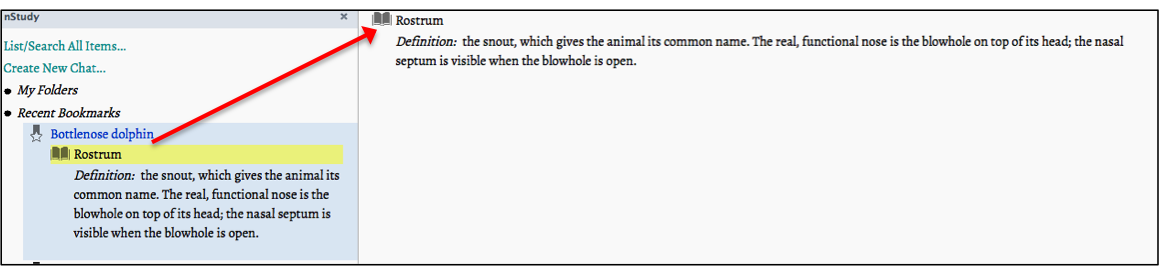 nStudy ×
List/Search All Items...
Create New Chat...
• My Folders
• Recent Bookmarks
Bottlenose dolphin
Rostrum
Definition: the snout, which gives the animal its
common name. The real, functional nose is the
blowhole on top of its head; the nasal septum is
visible when the blowhole is open.
Rostrum
Definition: the snout, which gives the animal its common name. The real, functional nose is the blowhole on top of its head; the nasal
septum is visible when the blowhole is open.